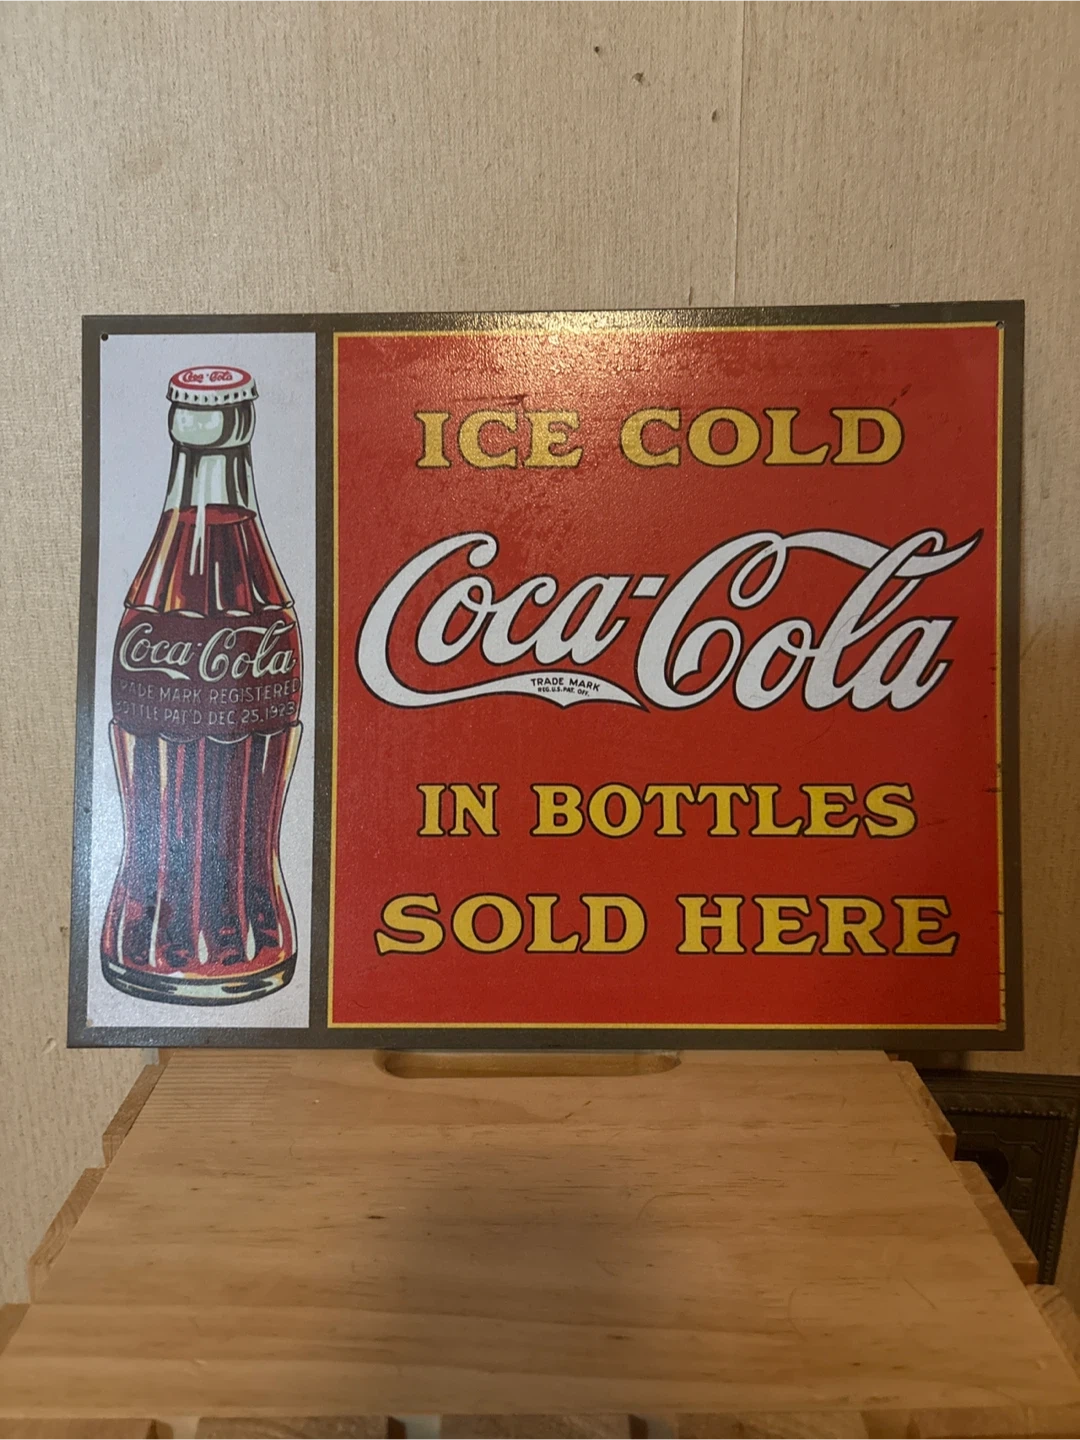 Coca-Cola
Coca-Cola
TRADE MARK REGISTERED
BOTTLE PAT'D DEC. 25, 1923
ICE COLD
Coca-Cola
TRADE MARK
REG. U.S. PAT. OFF.
IN BOTTLES
SOLD HERE